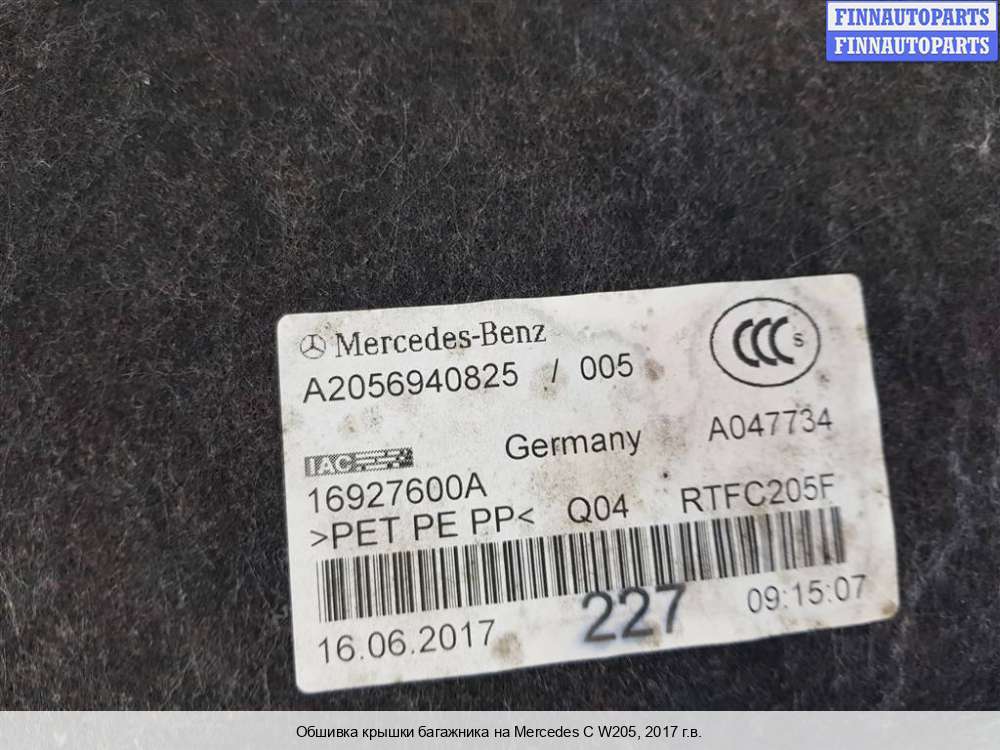 FINNAUTOPARTS
FINNAUTOPARTS
Mercedes-Benz
A2056940825 / 005
CCC S
Germany
A047734
IAC
16927600A
>PET PE PP< Q04 RTFC205F
16.06.2017 227 09:15:07
Обшивка крышки багажника на Mercedes C W205, 2017 г.в.